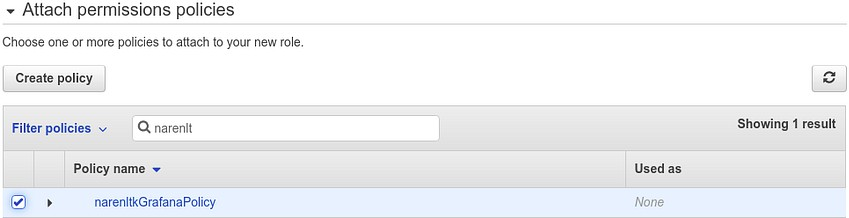 Attach permissions policies
Choose one or more policies to attach to your new role.
Create policy
Filter policies narenlt Showing 1 result
Policy name Used as
narenltkGrafanaPolicy None